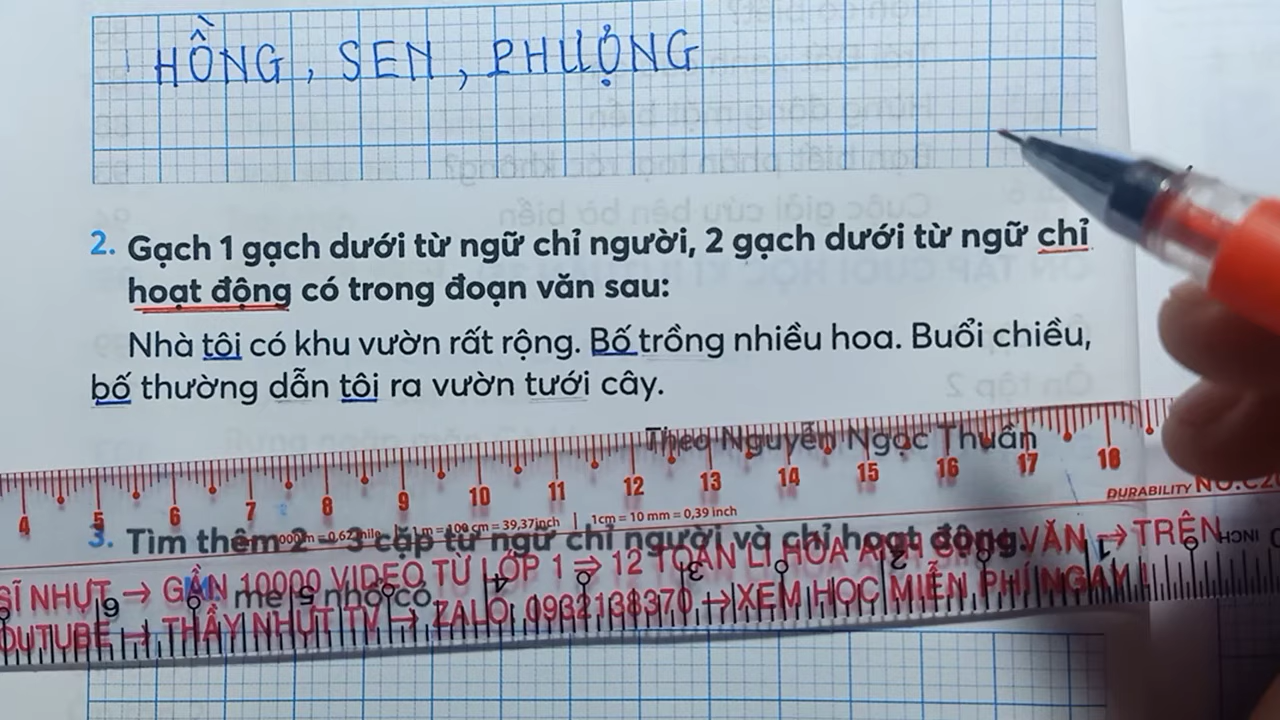 HỒNG, SEN, PHƯỢNG
2. Gạch 1 gạch dưới từ ngữ chỉ người, 2 gạch dưới từ ngữ chỉ
hoạt động có trong đoạn văn sau:
Nhà tôi có khu vườn rất rộng. Bố trồng nhiều hoa. Buổi chiều,
bố thường dẫn tôi ra vườn tưới cây.
Theo Nguyễn Ngọc Thuần
4 5 6 7 8 9 10 11 12 13 14 15 16 17 18
DURABILITY
1m = 100 cm = 39,37inch | 1cm = 10 mm = 0,39 inch
3. Tìm thêm 2 - 3 cặp từ ngữ chỉ người và chỉ hoạt động.
SĨ NHỰT → GẦN 10000 VIDEO TỪ LỚP 1 ⇒ 12 TOÁN LÍ HÓA VĂN → TRÊN
OUTUBE → THẦY NHỰT TV → ZALO: 0932138370 → XEM HỌC MIỄN PHÍ NGAY